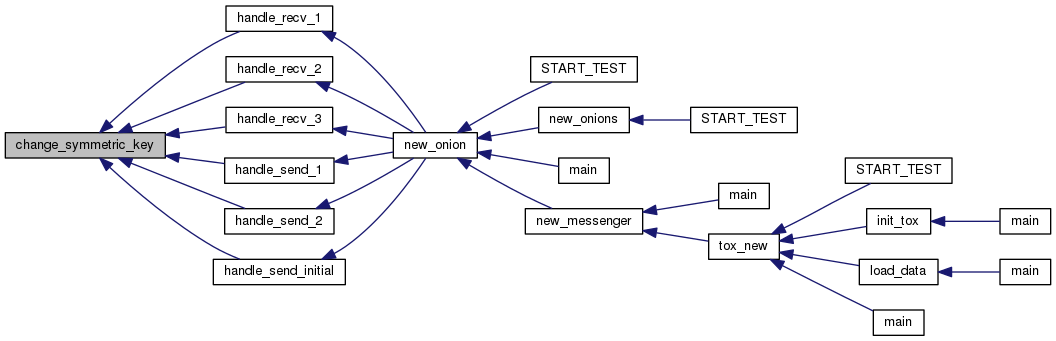 change_symmetric_key
handle_recv_1
handle_recv_2
handle_recv_3
handle_send_1
handle_send_2
handle_send_initial
new_onion
START_TEST
new_onions
START_TEST
main
new_messenger
main
tox_new
START_TEST
init_tox
main
load_data
main
main